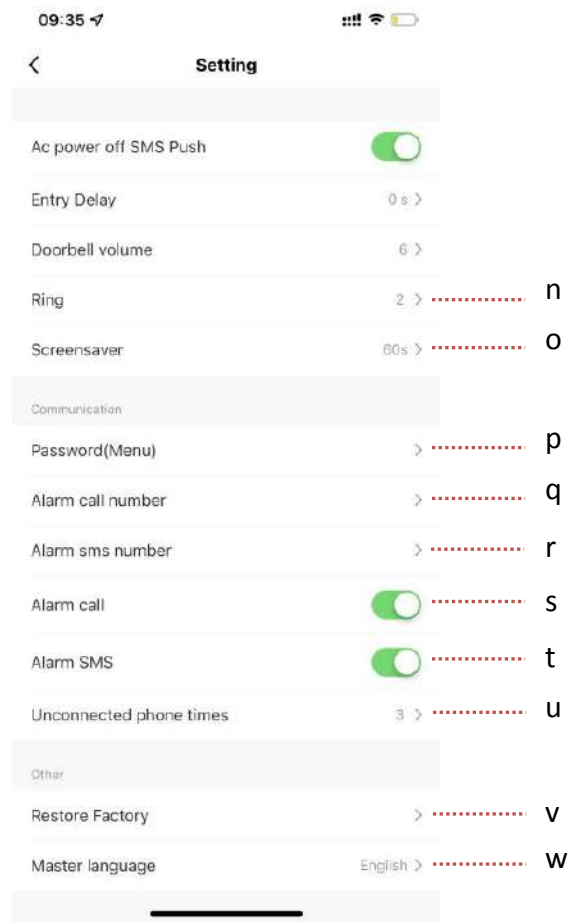 09:35
Setting
Ac power off SMS Push
Entry Delay 0 s
Doorbell volume 6
Ring 2 n
Screensaver 60s o
Communication
Password(Menu) p
Alarm call number q
Alarm sms number r
Alarm call s
Alarm SMS t
Unconnected phone times 3 u
Other
Restore Factory v
Master language English w